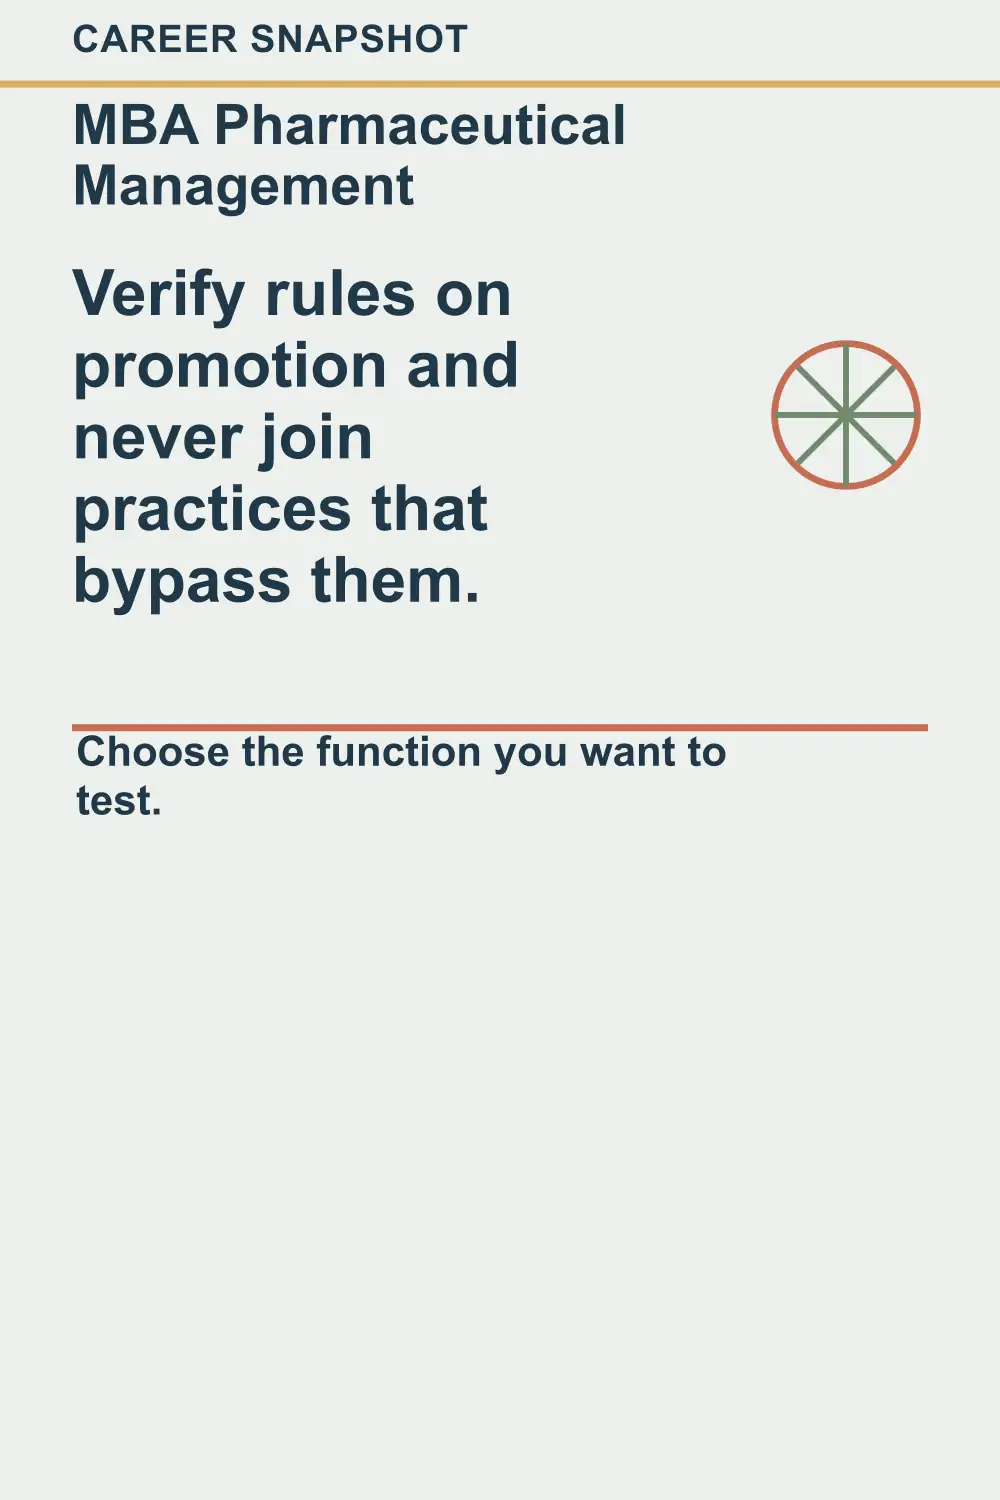 CAREER SNAPSHOT
MBA Pharmaceutical
Management
Verify rules on
promotion and
never join
practices that
bypass them.
Choose the function you want to
test.